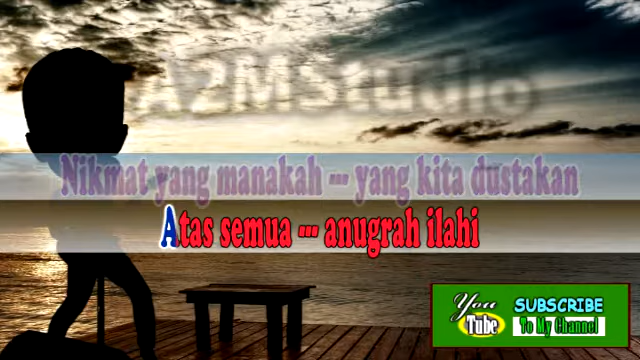 A2MStudio
Nikmat yang manakah --- yang kita dustakan
Atas semua --- anugrah ilahi
You
Tube
SUBSCRIBE
To My Channel